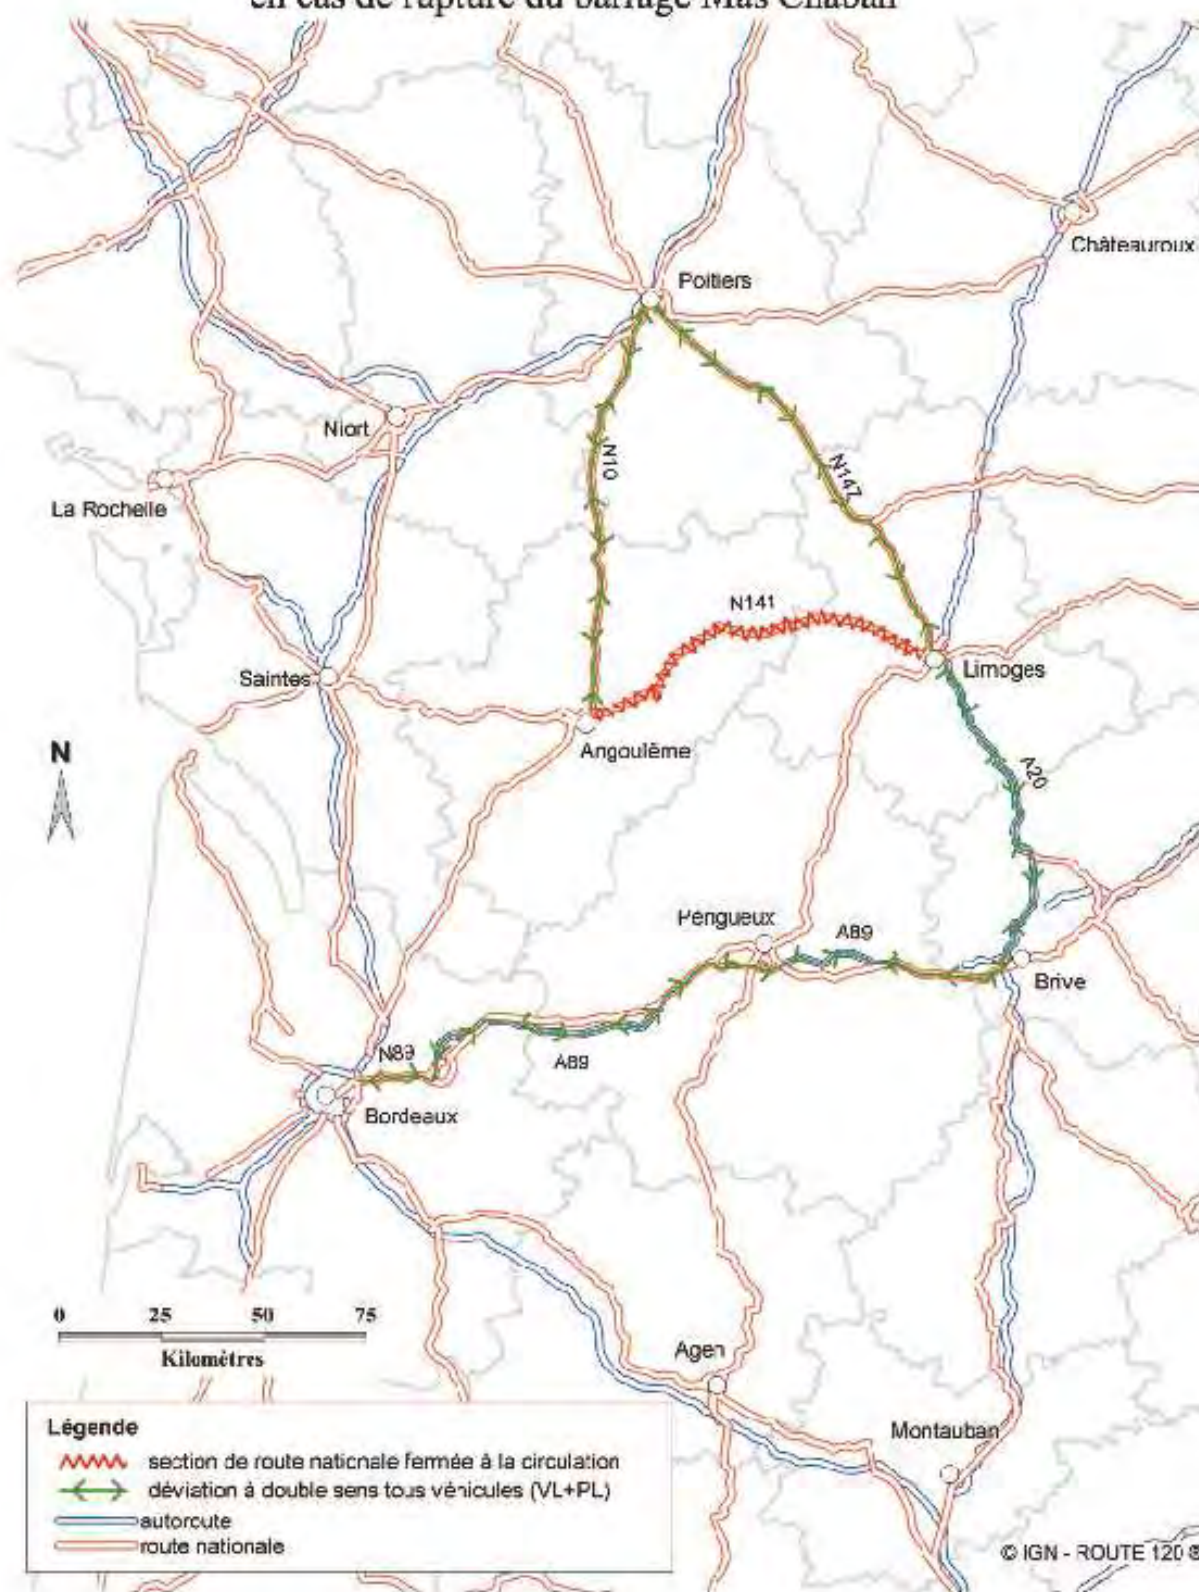 en cas de rupture du barrage Mas Chaban
Châteauroux
Poitiers
Niort
N10
N147
La Rochelle
N141
Saintes
Limoges
N
Angoulême
A20
Périgueux
A89
Brive
N89
A89
Bordeaux
0 25 50 75
Kilomètres
Agen
Montauban
Légende
section de route nationale fermée à la circulation
déviation à double sens tous véhicules (VL+PL)
autoroute
route nationale
© IGN - ROUTE 120 ®